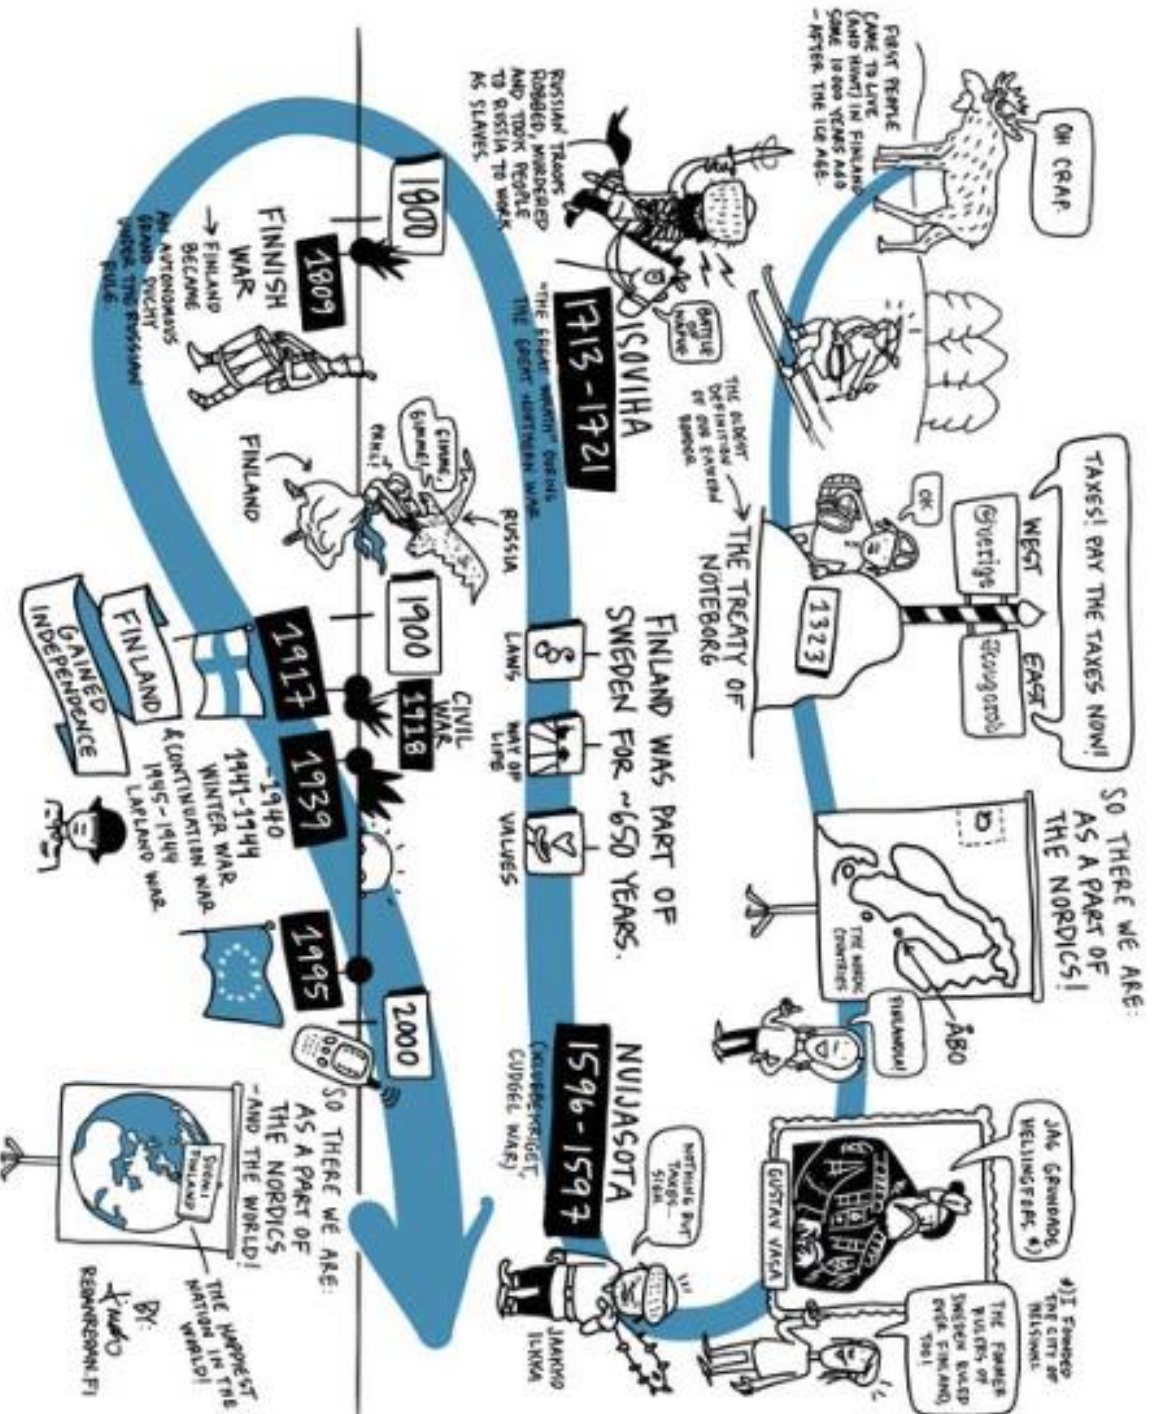 OH CRAP.
FIRST PEOPLE
CAME TO LIVE
(AND HUNT) IN FINLAND
SOME 10 000 YEARS AGO
- AFTER THE ICE AGE.
TAXES! PAY THE TAXES NOW!
WEST
EAST
Sverige
OK
1323
THE OLDEST
DEFINITION
OF OUR EASTERN
BORDER
THE TREATY OF
NÖTEBORG
SO THERE WE ARE:
AS A PART OF
THE NORDICS!
ÅBO
THE NORDIC
COUNTRIES
FINLANDIA!
JAG GRUNDADE
HELSINGFORS. *)
*) I FOUNDED
THE CITY OF
HELSINKI
GUSTAV VASA
THE FORMER
RULERS OF
SWEDEN RULED
OVER FINLAND,
TOO!
RUSSIAN TROOPS
ROBBED, MURDERED
AND TOOK PEOPLE
TO RUSSIA TO WORK
AS SLAVES.
BATTLE
OF
NAPUE
ISOVIHA
1713-1721
"THE GREAT WRATH" DURING
THE GREAT NORTHERN WAR
FINLAND WAS PART OF
SWEDEN FOR ~650 YEARS.
LAWS
WAY OF
LIFE
VALUES
NUIJASOTA
1596-1597
(KLUBBEKRIGET,
CUDGEL WAR)
NOTHING BUT
TAXES...
SIGH.
JAAKKO
ILKKA
1800
1809
FINNISH
WAR
→ FINLAND
BECAME
AN AUTONOMOUS
GRAND DUCHY
UNDER THE RUSSIAN
RULE.
GIMME,
GIMME!
RUSSIA
FINLAND
1900
1917
FINLAND
GAINED
INDEPENDENCE
CIVIL
WAR
1918
1939
-1940
1941-1944
WINTER WAR
& CONTINUATION WAR
1945-1944
LAPLAND WAR
1995
2000
SO THERE WE ARE:
AS A PART OF
THE NORDICS
-AND THE WORLD!
SUOMI
FINLAND
THE HAPPIEST
NATION IN THE
WORLD!
BY:
REDANREDAN.FI